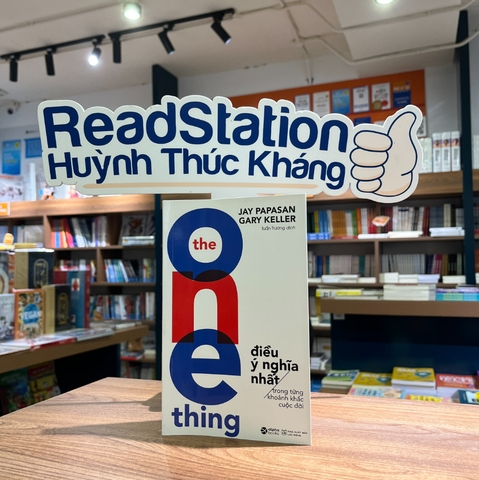 ReadStation
Huỳnh Thúc Kháng
JAY PAPASAN
GARY KELLER
the
one
thing
điều
ý nghĩa
nhất
trong từng
khoảnh khắc
cuộc đời